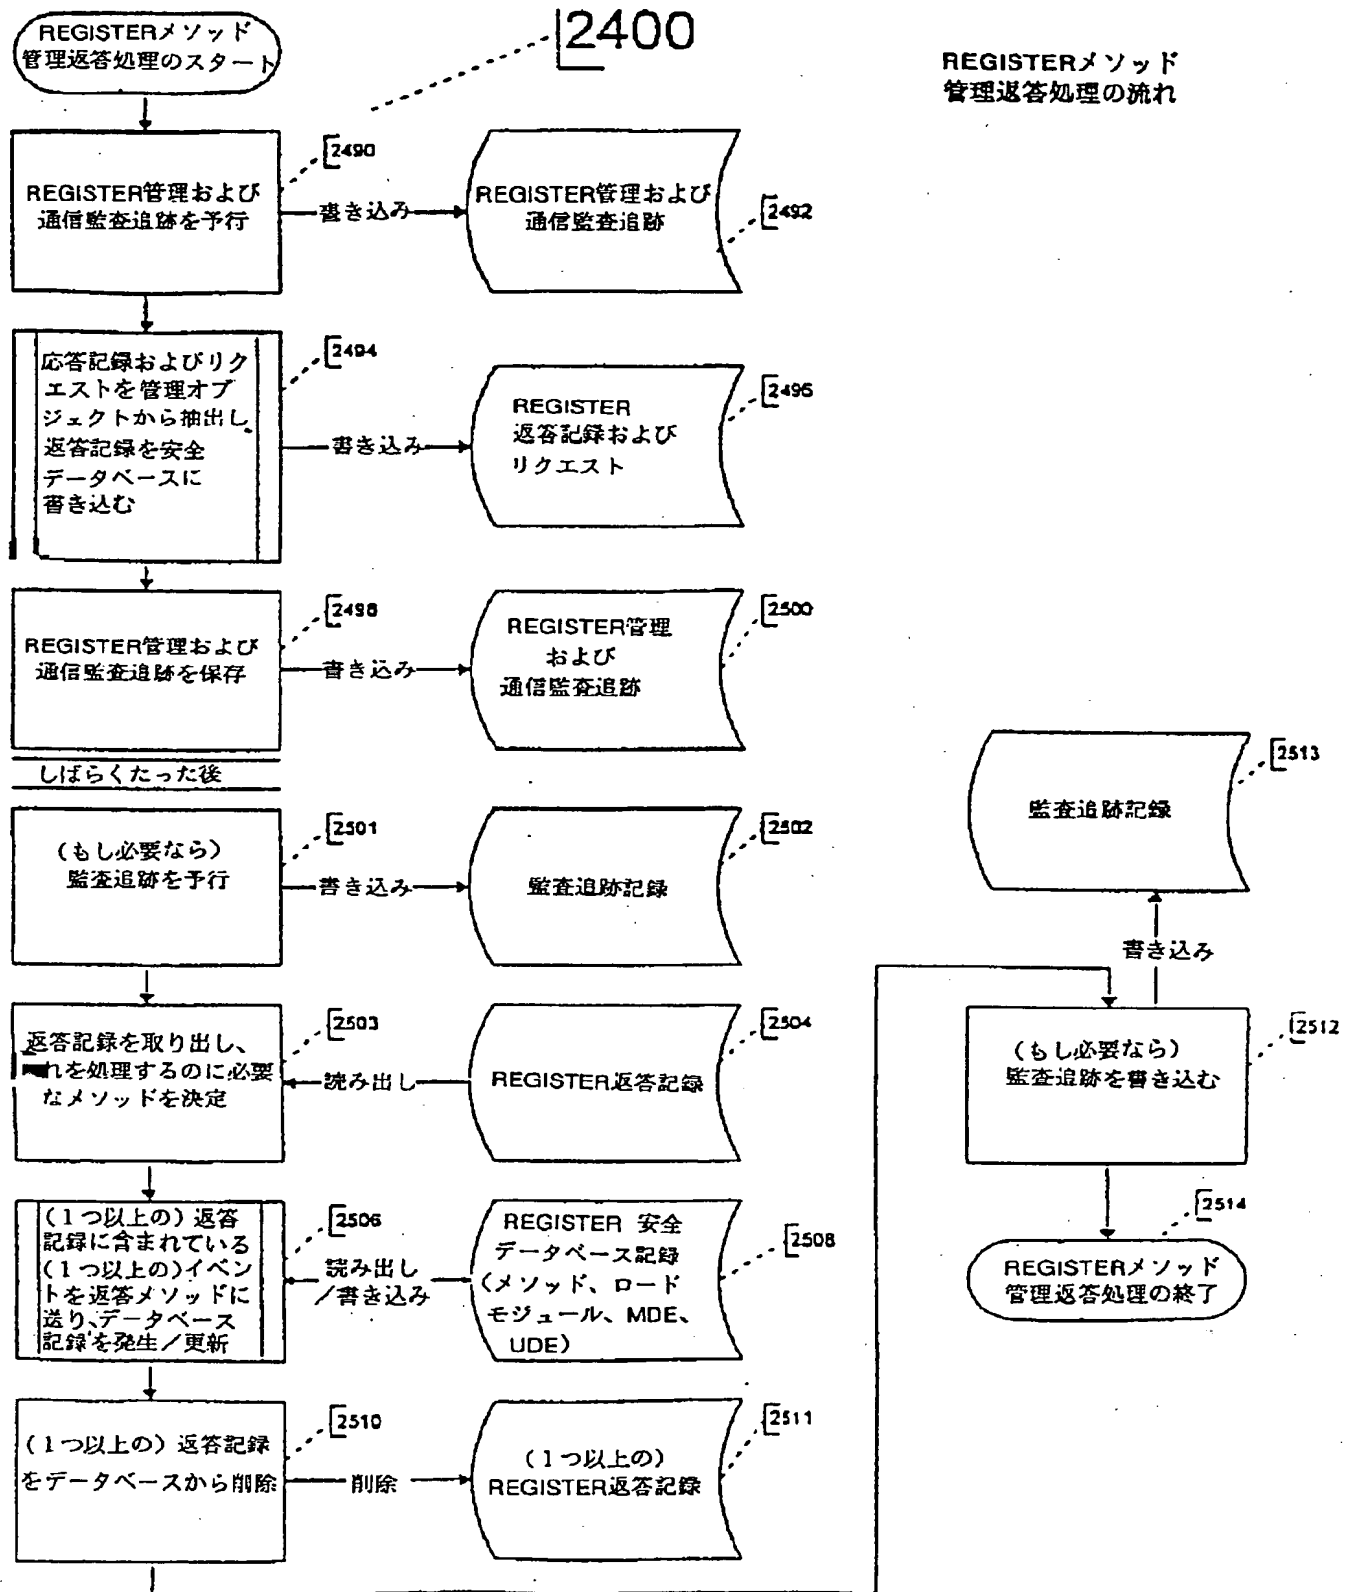 REGISTERメソッド
管理返答処理のスタート
2400
REGISTERメソッド
管理返答処理の流れ
REGISTER管理および
通信監査追跡を予行
2490
書き込み
REGISTER管理および
通信監査追跡
2492
応答記録およびリク
エストを管理オブ
ジェクトから抽出し
返答記録を安全
データベースに
書き込む
2494
書き込み
REGISTER
返答記録および
リクエスト
2496
REGISTER管理および
通信監査追跡を保存
2498
書き込み
REGISTER管理
および
通信監査追跡
2500
しばらくたった後
(もし必要なら)
監査追跡を予行
2501
書き込み
監査追跡記録
2502
返答記録を取り出し、
れを処理するのに必要
なメソッドを決定
2503
読み出し
REGISTER返答記録
2504
(1つ以上の) 返答
記録に含まれている
(1つ以上の)イベン
トを返答メソッドに
送り、データベース
記録を発生/更新
2506
読み出し
/書き込み
REGISTER 安全
データベース記録
(メソッド、ロード
モジュール、MDE、
UDE)
2508
(1つ以上の) 返答記録
をデータベースから削除
2510
削除
(1つ以上の)
REGISTER返答記録
2511
監査追跡記録
2513
書き込み
(もし必要なら)
監査追跡を書き込む
2512
2514
REGISTERメソッド
管理返答処理の終了